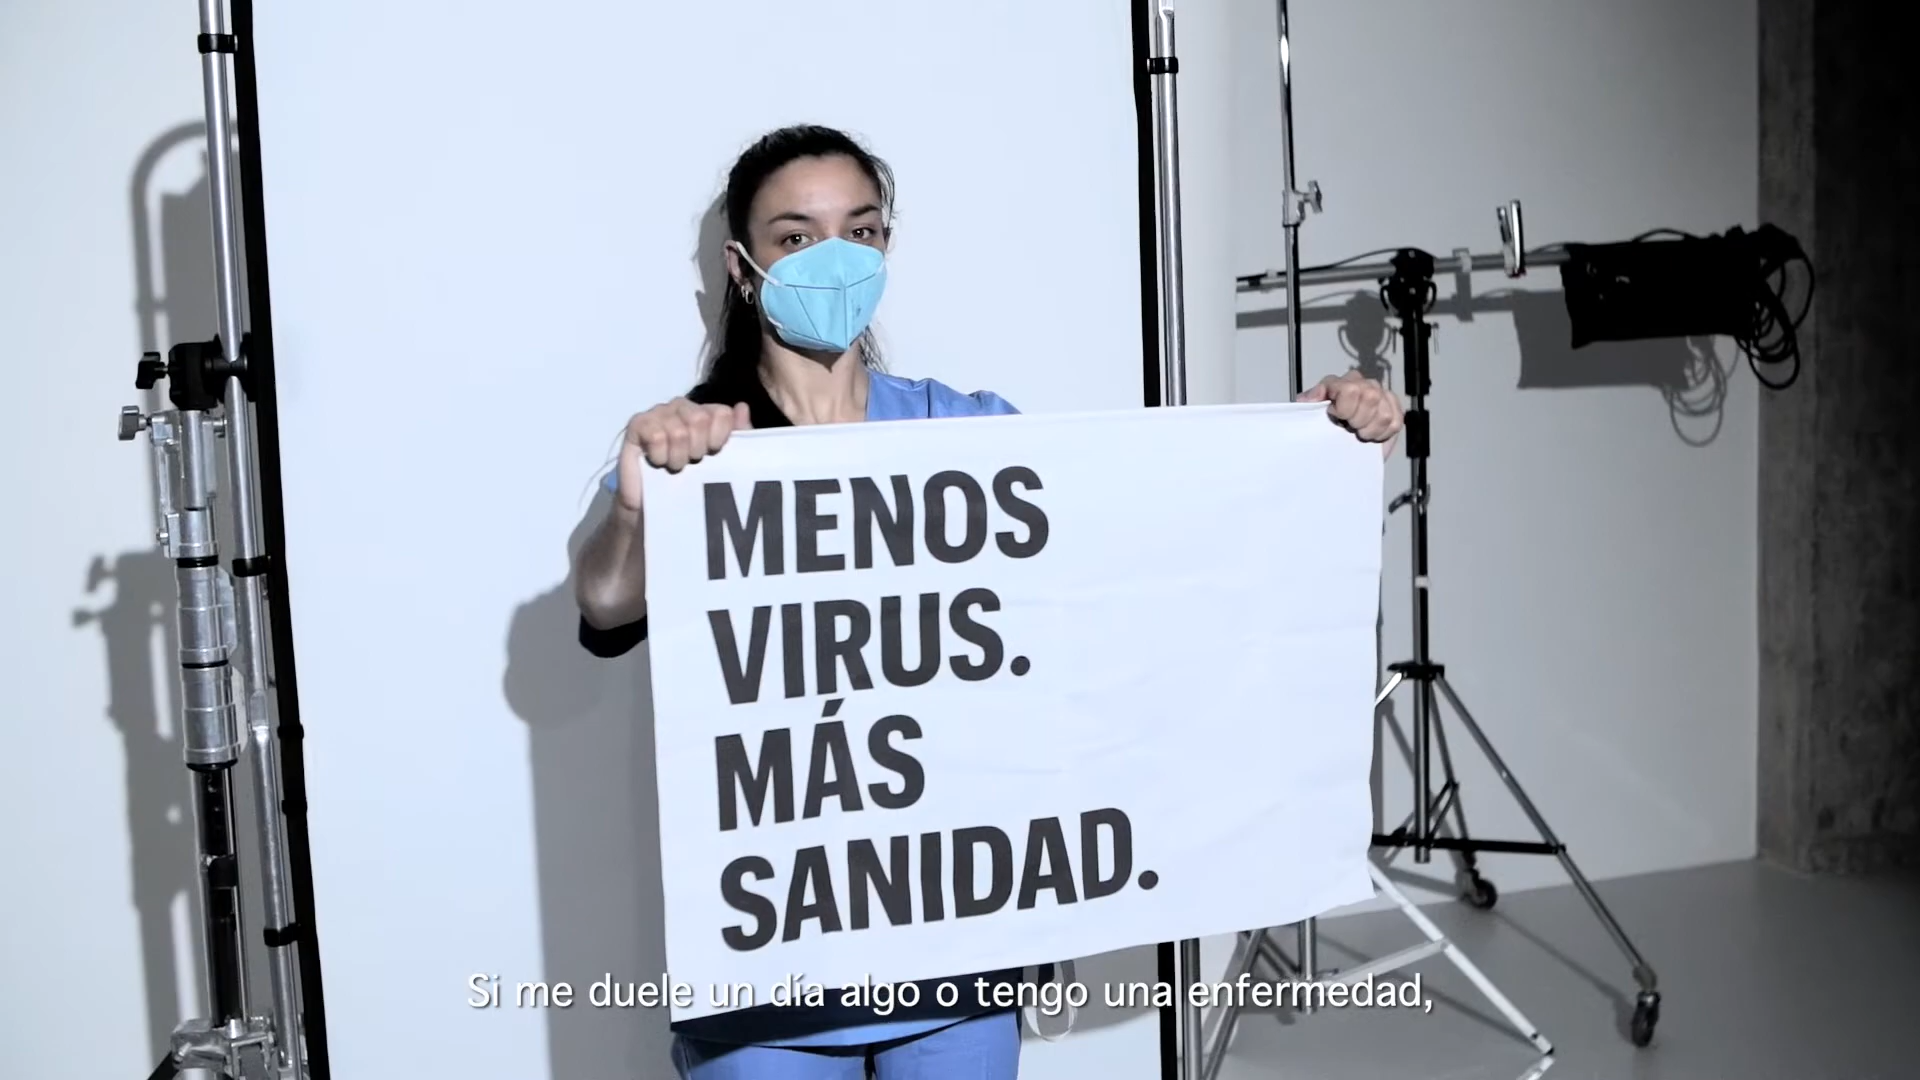 MENOS
VIRUS.
MÁS
SANIDAD.
Si me duele un día algo o tengo una enfermedad,